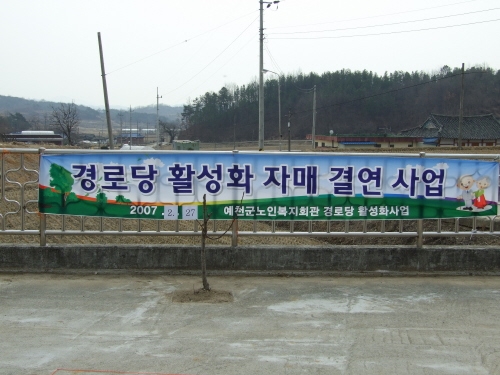 경로당 활성화 자매 결연 사업
2007 . 2. 27 예천군노인복지회관 경로당 활성화사업